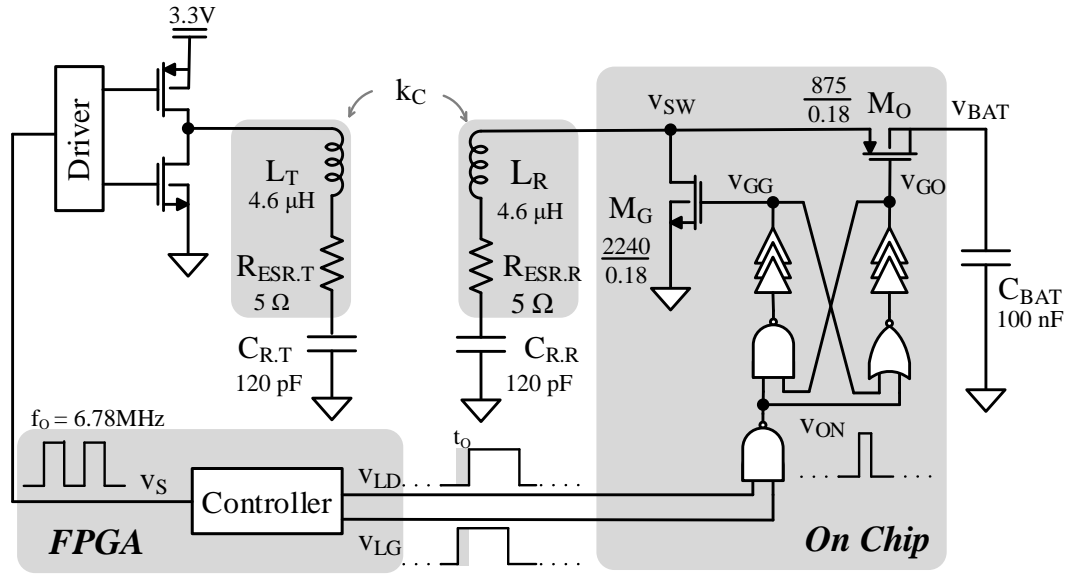 3.3V
Driver
k_C
L_T
4.6 μH
R_ESR.T
5 Ω
C_R.T
120 pF
L_R
4.6 μH
R_ESR.R
5 Ω
C_R.R
120 pF
v_SW
M_G
2240
0.18
875
0.18
M_O
v_BAT
v_GG
v_GO
C_BAT
100 nF
v_ON
f_O = 6.78MHz
v_S
Controller
FPGA
t_O
v_LD
v_LG
On Chip